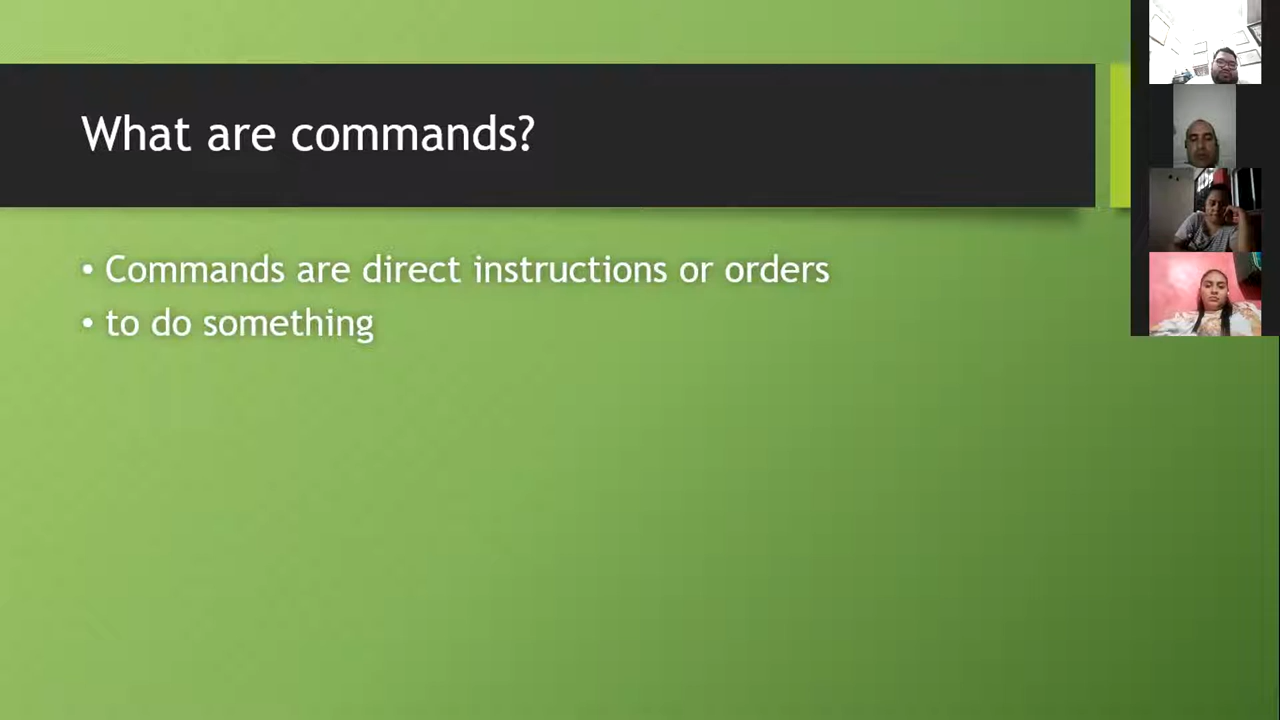 What are commands?
• Commands are direct instructions or orders
• to do something